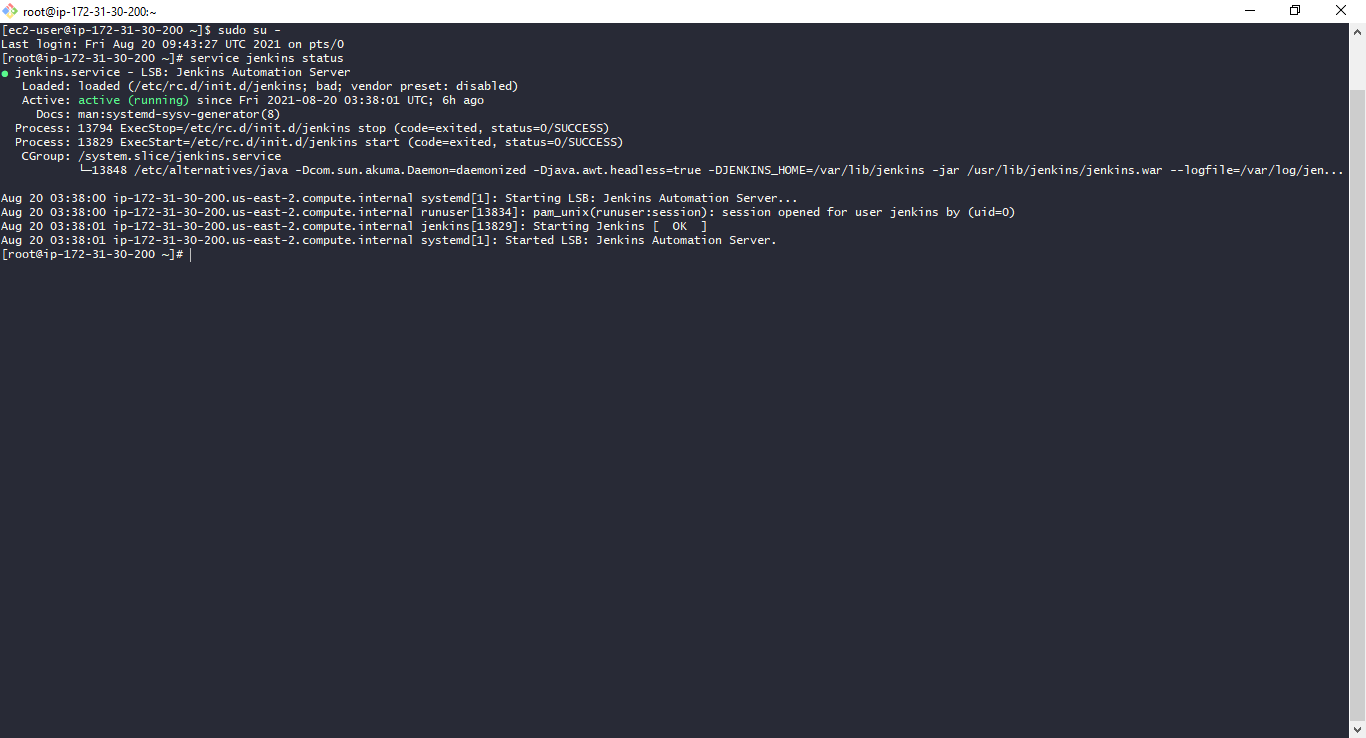 root@ip-172-31-30-200:~
[ec2-user@ip-172-31-30-200 ~]$ sudo su -
Last login: Fri Aug 20 09:43:27 UTC 2021 on pts/0
[root@ip-172-31-30-200 ~]# service jenkins status
● jenkins.service - LSB: Jenkins Automation Server
   Loaded: loaded (/etc/rc.d/init.d/jenkins; bad; vendor preset: disabled)
   Active: active (running) since Fri 2021-08-20 03:38:01 UTC; 6h ago
     Docs: man:systemd-sysv-generator(8)
  Process: 13794 ExecStop=/etc/rc.d/init.d/jenkins stop (code=exited, status=0/SUCCESS)
  Process: 13829 ExecStart=/etc/rc.d/init.d/jenkins start (code=exited, status=0/SUCCESS)
   CGroup: /system.slice/jenkins.service
           └─13848 /etc/alternatives/java -Dcom.sun.akuma.Daemon=daemonized -Djava.awt.headless=true -DJENKINS_HOME=/var/lib/jenkins -jar /usr/lib/jenkins/jenkins.war --logfile=/var/log/jen...
Aug 20 03:38:00 ip-172-31-30-200.us-east-2.compute.internal systemd[1]: Starting LSB: Jenkins Automation Server...
Aug 20 03:38:00 ip-172-31-30-200.us-east-2.compute.internal runuser[13834]: pam_unix(runuser:session): session opened for user jenkins by (uid=0)
Aug 20 03:38:01 ip-172-31-30-200.us-east-2.compute.internal jenkins[13829]: Starting Jenkins [  OK  ]
Aug 20 03:38:01 ip-172-31-30-200.us-east-2.compute.internal systemd[1]: Started LSB: Jenkins Automation Server.
[root@ip-172-31-30-200 ~]#